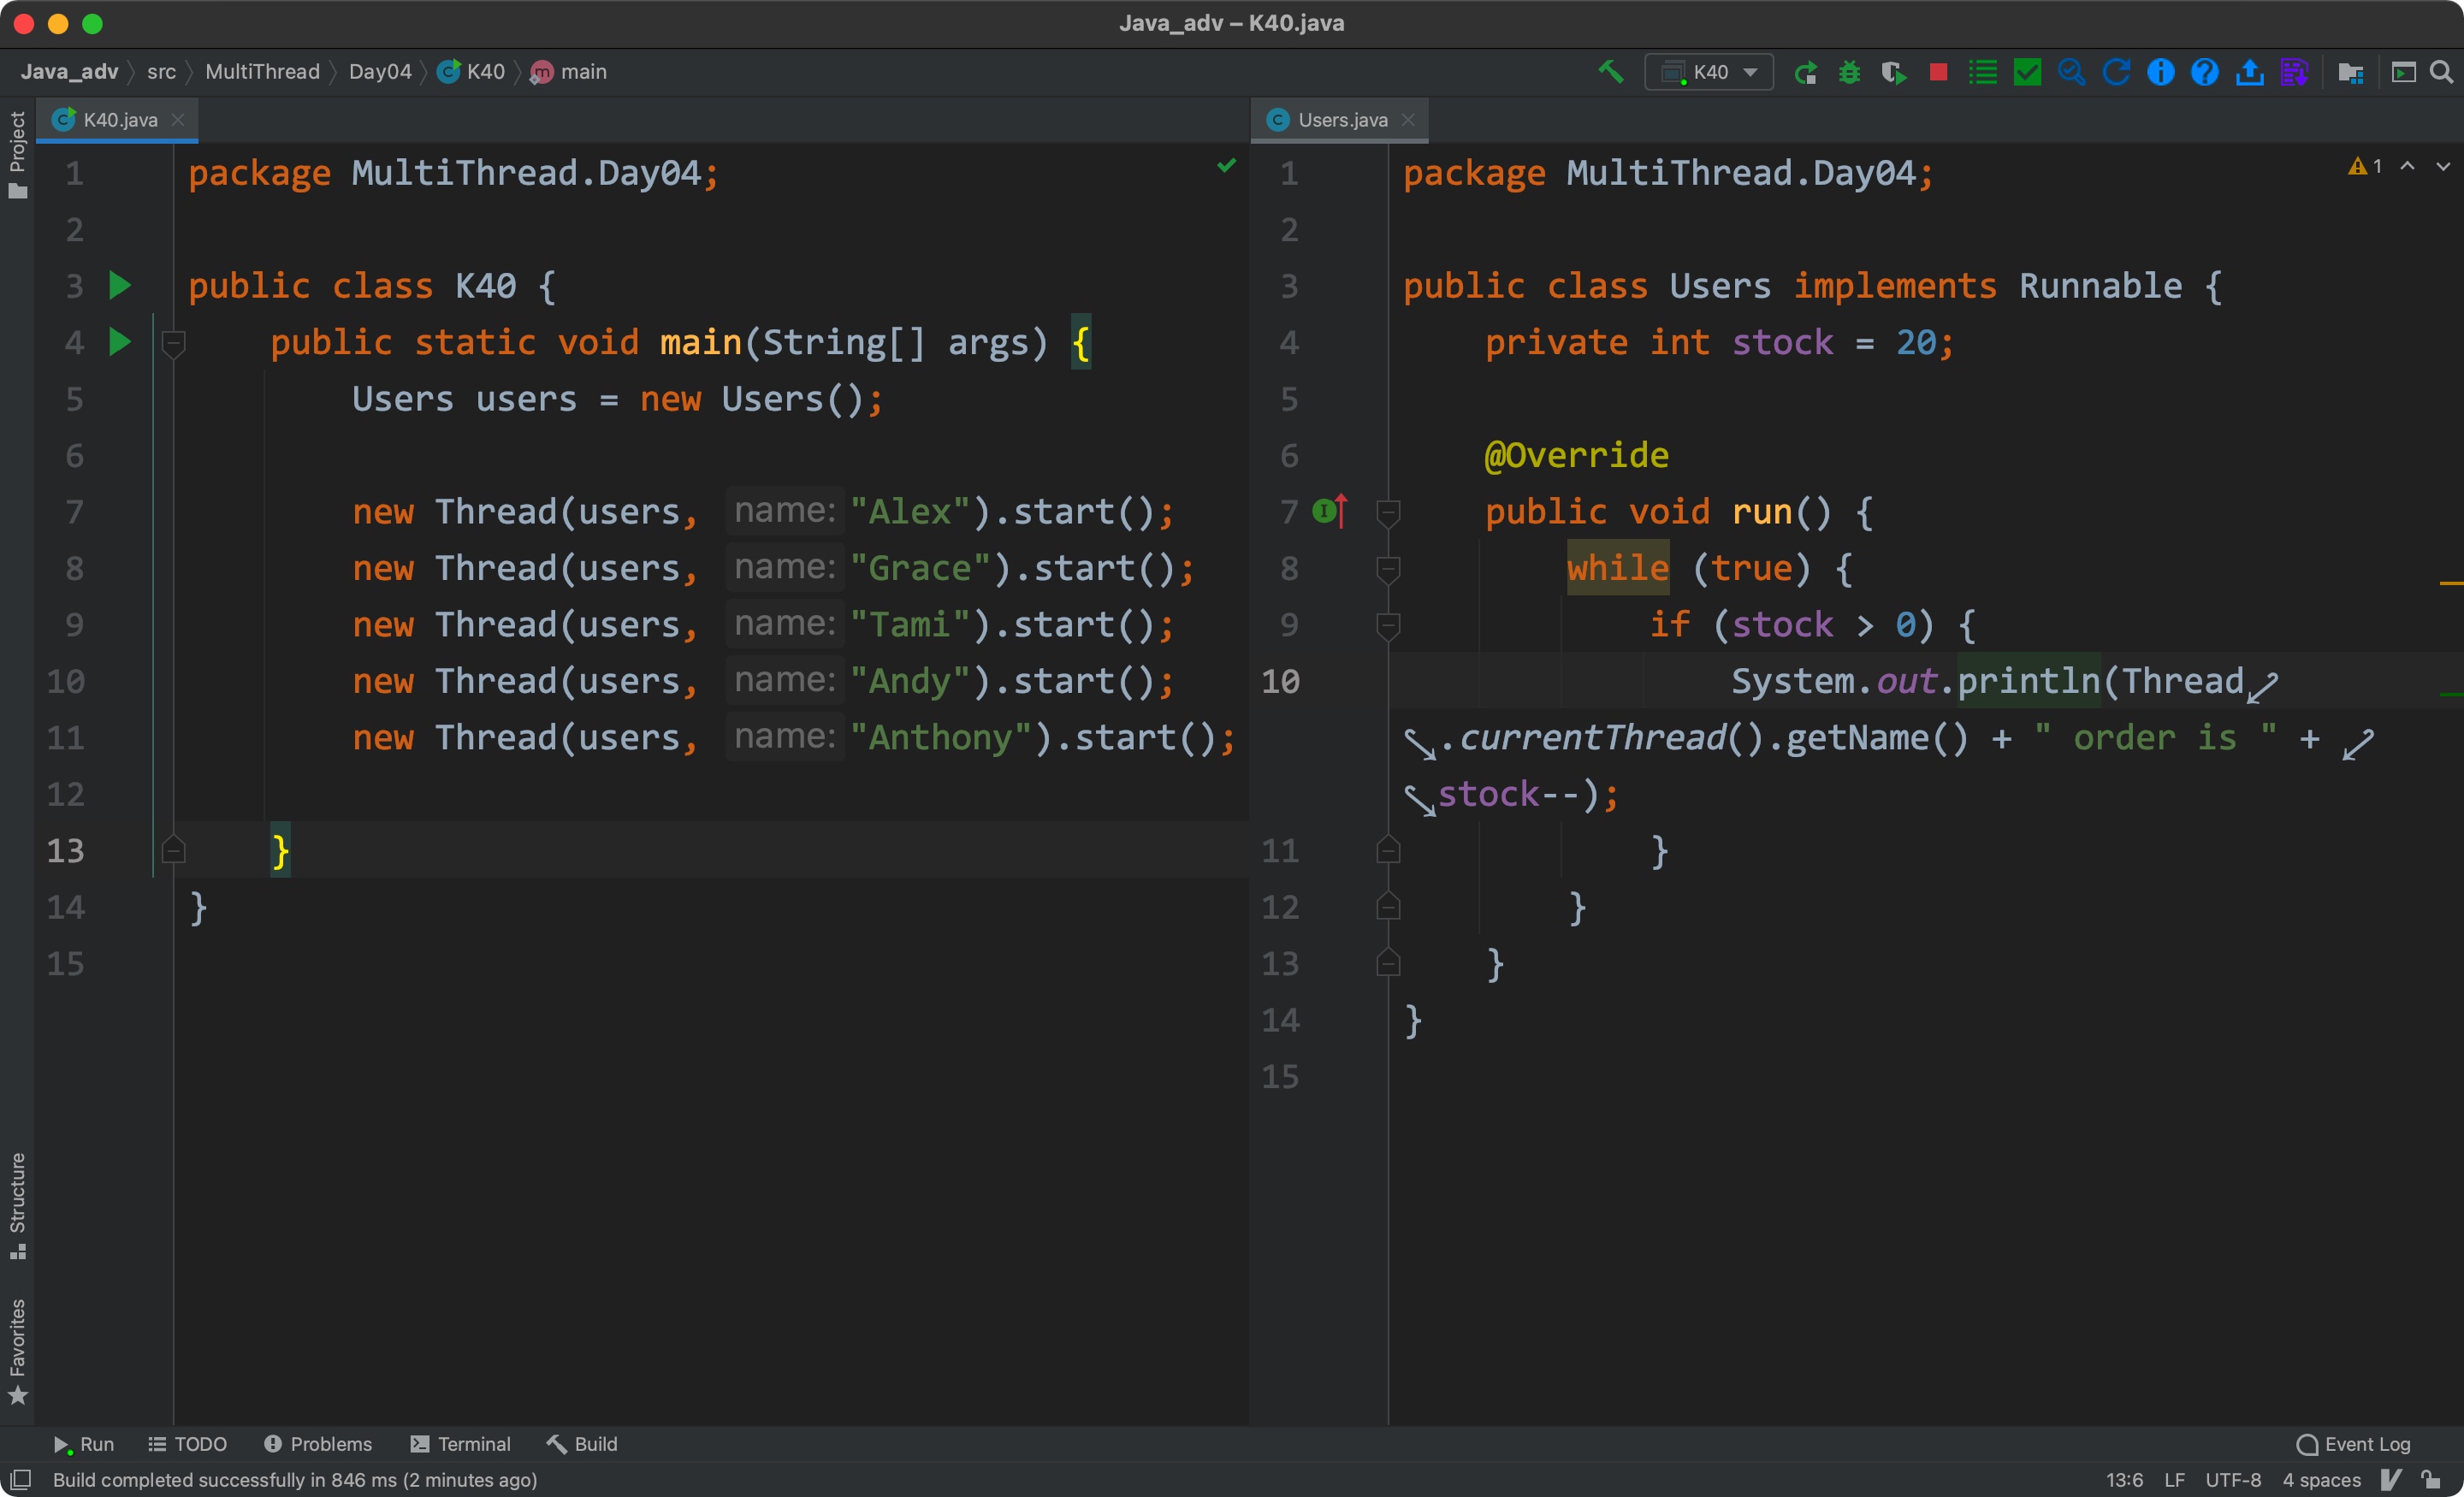 Java_adv – K40.java
Java_adv src MultiThread Day04 K40 main
K40
Project
K40.java
1 package MultiThread.Day04;
2
3 public class K40 {
4 public static void main(String[] args) {
5 Users users = new Users();
6
7 new Thread(users, name: "Alex").start();
8 new Thread(users, name: "Grace").start();
9 new Thread(users, name: "Tami").start();
10 new Thread(users, name: "Andy").start();
11 new Thread(users, name: "Anthony").start();
12
13 }
14 }
15
Users.java
1
1 package MultiThread.Day04;
2
3 public class Users implements Runnable {
4 private int stock = 20;
5
6 @Override
7 public void run() {
8 while (true) {
9 if (stock > 0) {
10 System.out.println(Thread
.currentThread().getName() + " order is " +
stock--);
11 }
12 }
13 }
14 }
15
Structure
Favorites
Run TODO Problems Terminal Build Event Log
Build completed successfully in 846 ms (2 minutes ago) 13:6 LF UTF-8 4 spaces